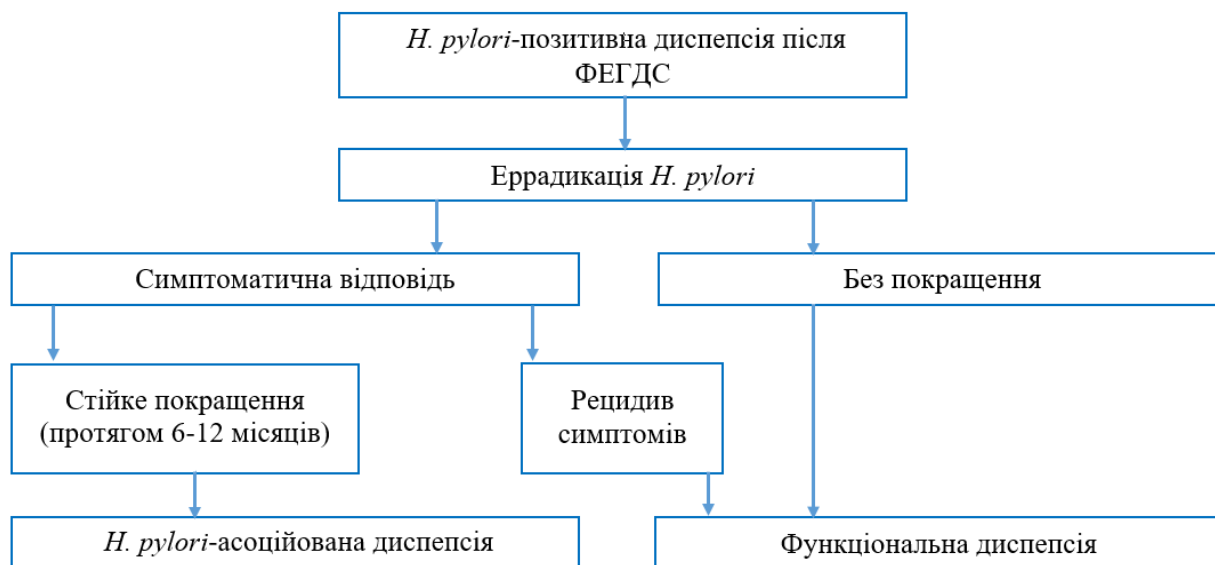 H. pylori-позитивна диспепсія після
ФЕГДС
Еррадикація H. pylori
Симптоматична відповідь
Без покращення
Стійке покращення
(протягом 6-12 місяців)
Рецидив
симптомів
H. pylori-асоційована диспепсія
Функціональна диспепсія